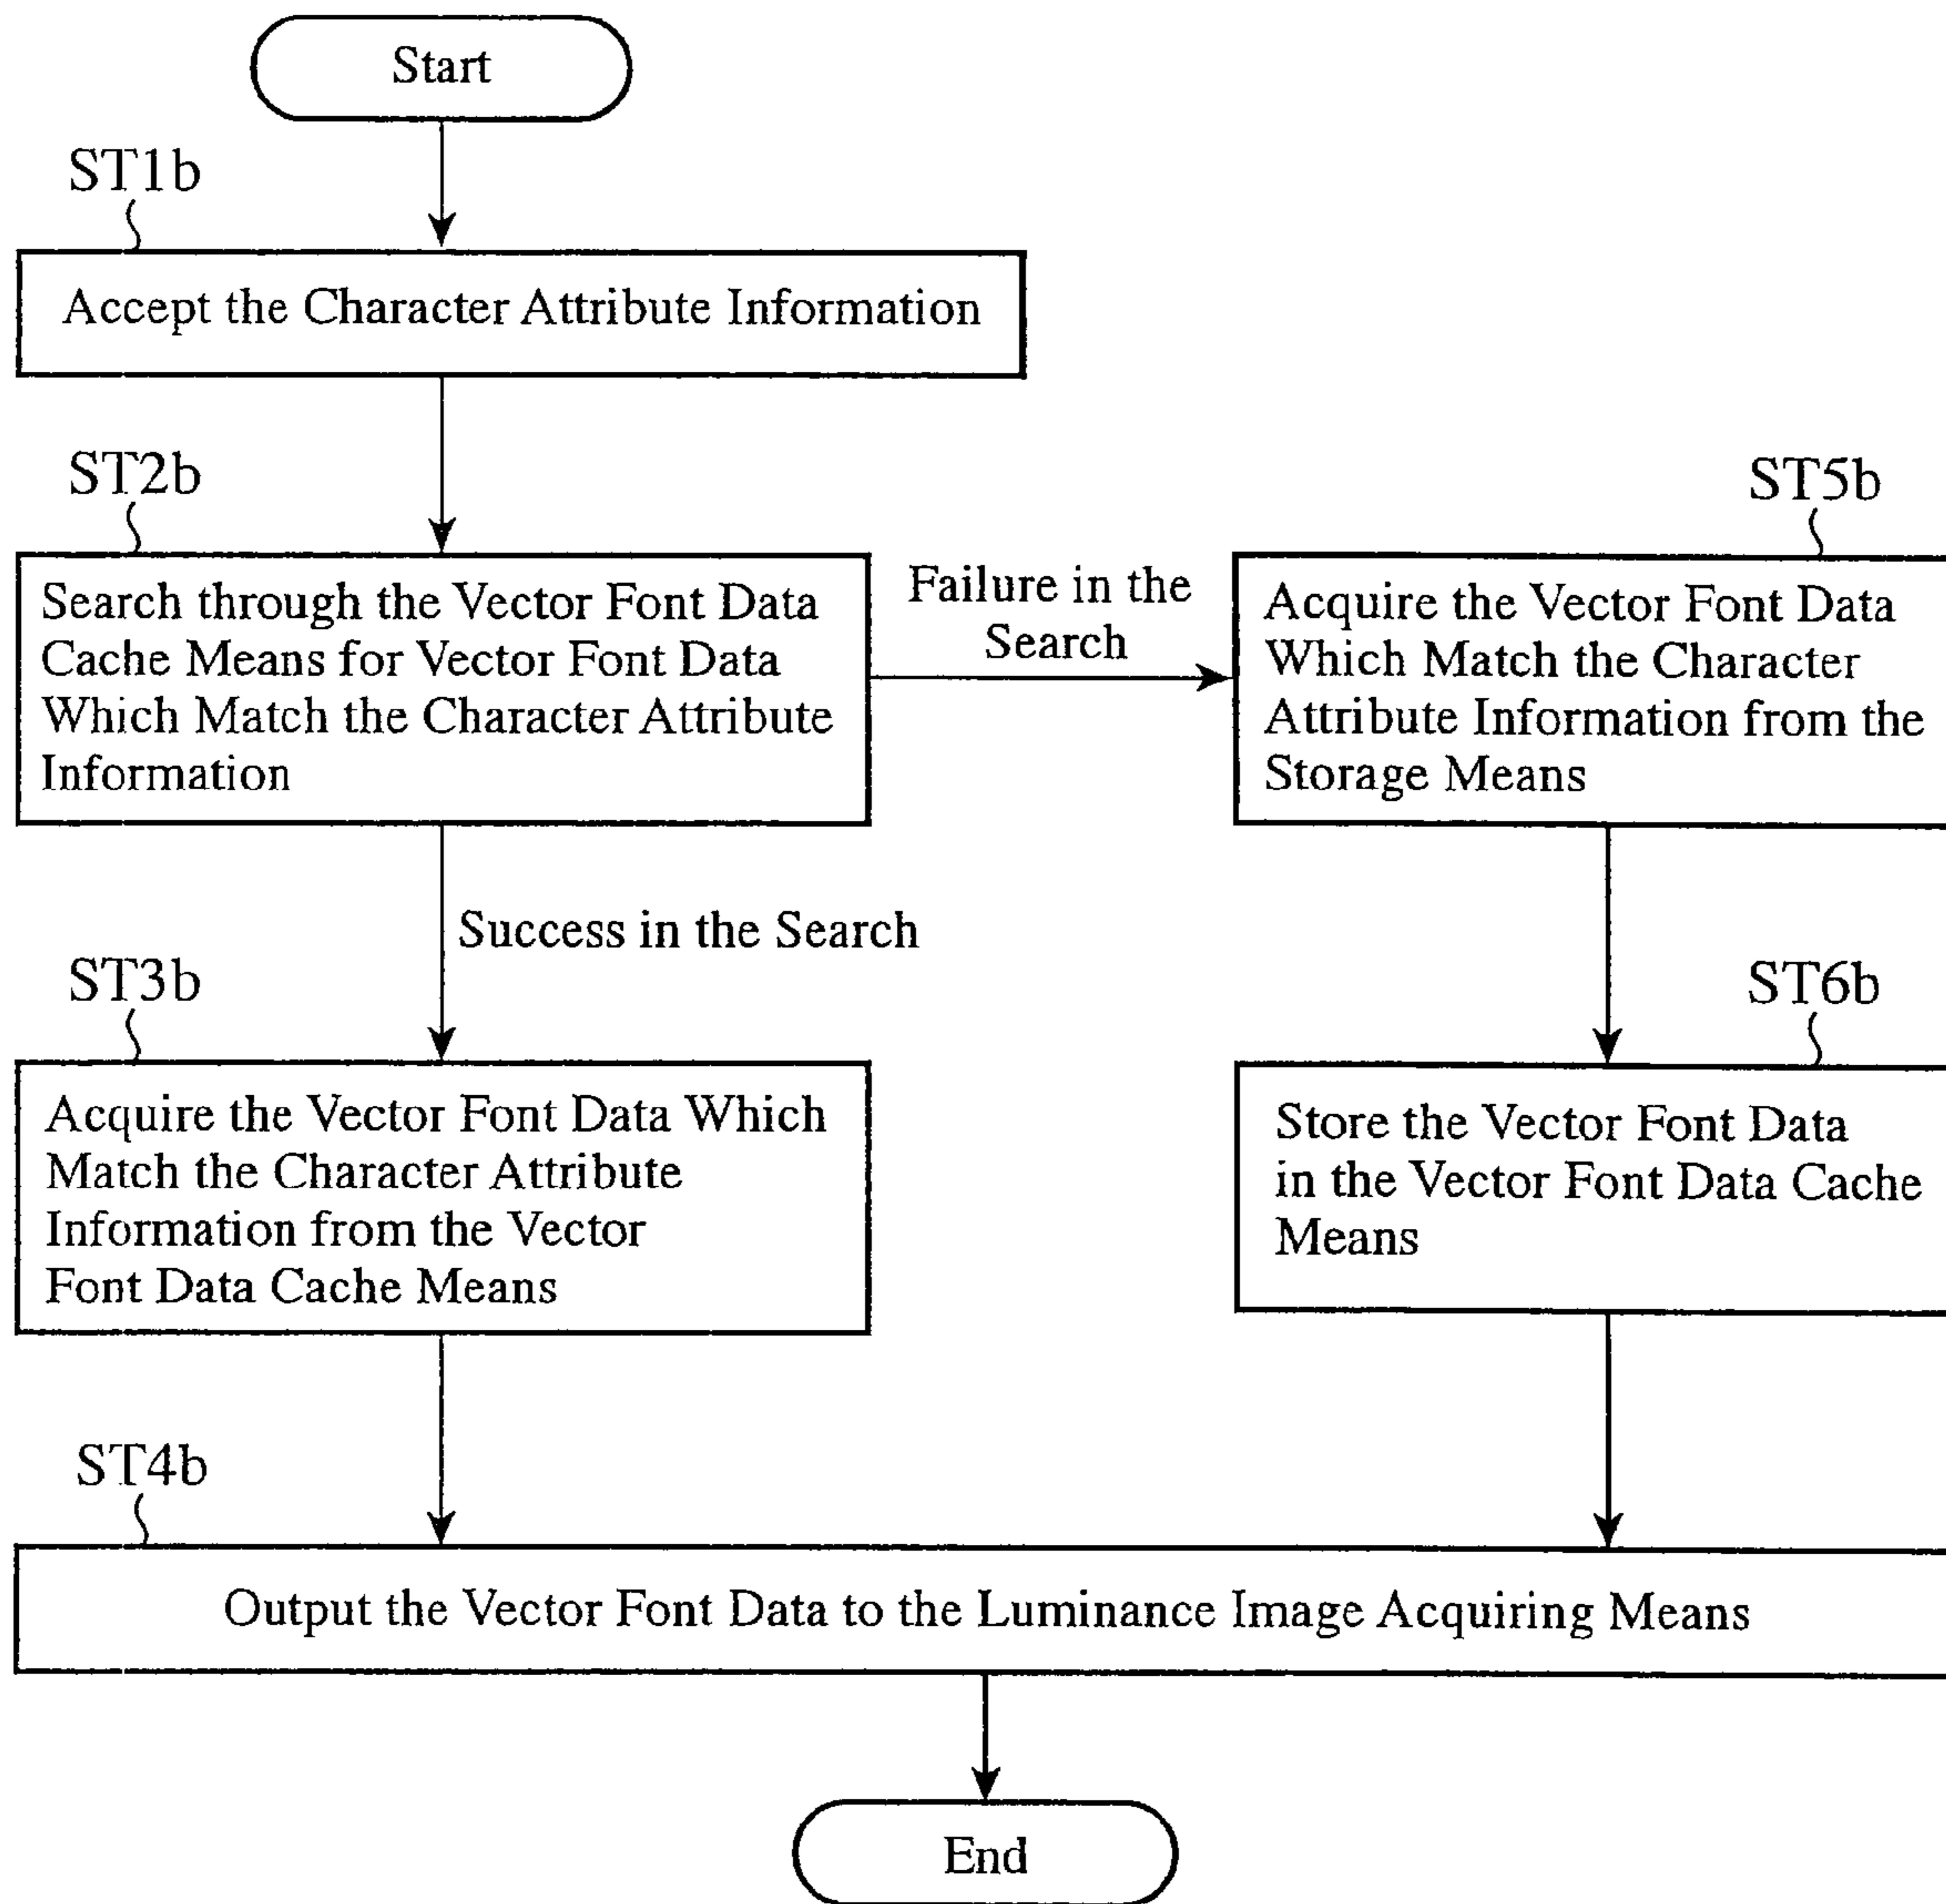 Start
ST1b
Accept the Character Attribute Information
ST2b
Search through the Vector Font Data
Cache Means for Vector Font Data
Which Match the Character Attribute
Information
Failure in the
Search
ST5b
Acquire the Vector Font Data
Which Match the Character
Attribute Information from the
Storage Means
Success in the Search
ST3b
Acquire the Vector Font Data Which
Match the Character Attribute
Information from the Vector
Font Data Cache Means
ST6b
Store the Vector Font Data
in the Vector Font Data Cache
Means
ST4b
Output the Vector Font Data to the Luminance Image Acquiring Means
End